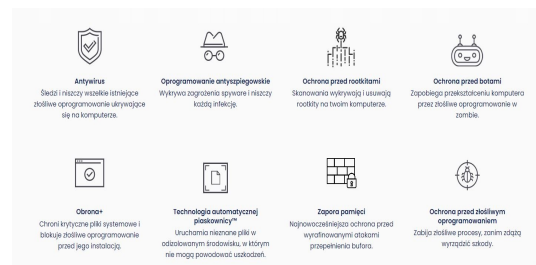 Antywirus
Śledzi i niszczy wszelkie istniejące
złośliwe oprogramowanie ukrywające
się na komputerze.
Oprogramowanie antyszpiegowskie
Wykrywa zagrożenia spyware i niszczy
każdą infekcję.
Ochrona przed rootkitami
Skanowania wykrywają i usuwają
rootkity na twoim komputerze.
Ochrona przed botami
Zapobiega przekształceniu komputera
przez złośliwe oprogramowanie w
zombie.
Obrona+
Chroni krytyczne pliki systemowe i
blokuje złośliwe oprogramowanie
przed jego instalacją.
Technologia automatycznej
piaskownicy™
Uruchamia nieznane pliki w
odizolowanym środowisku, w którym
nie mogą powodować uszkodzeń.
Zapora pamięci
Najnowocześniejsza ochrona przed
wyrafinowanymi atakami
przepełnienia bufora.
Ochrona przed złośliwym
oprogramowaniem
Zabija złośliwe procesy, zanim zdążą
wyrządzić szkody.